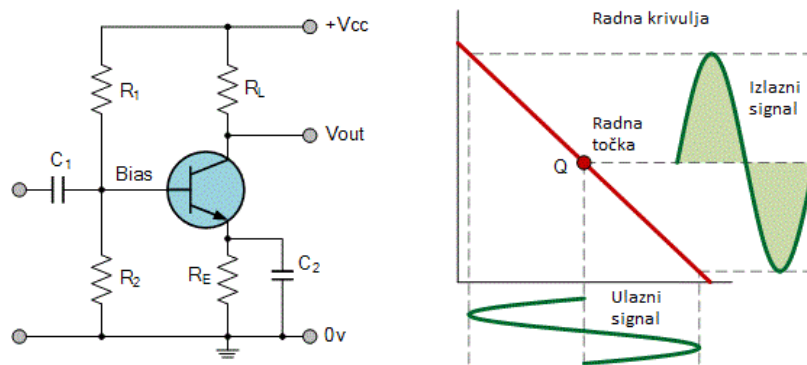 +Vcc
R1
RL
Vout
C1
Bias
R2
RE
C2
0v
Radna krivulja
Izlazni
signal
Radna
točka
Q
Ulazni
signal